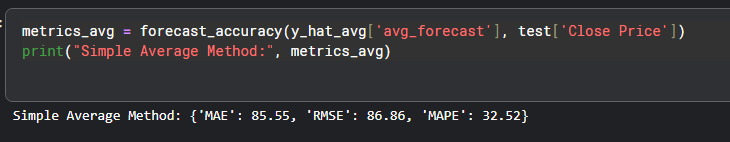 metrics_avg = forecast_accuracy(y_hat_avg['avg_forecast'], test['Close Price'])
print("Simple Average Method:", metrics_avg)
Simple Average Method: {'MAE': 85.55, 'RMSE': 86.86, 'MAPE': 32.52}